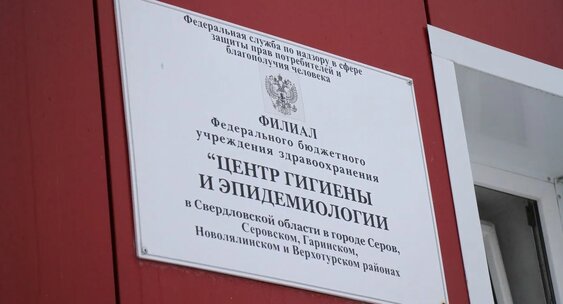 Федеральная служба по надзору в сфере
защиты прав потребителей и
благополучия человека
ФИЛИАЛ
Федерального бюджетного
учреждения здравоохранения
“ЦЕНТР ГИГИЕНЫ
И ЭПИДЕМИОЛОГИИ
в Свердловской области в городе Серов,
Серовском, Гаринском,
Новолялинском и Верхотурском районах